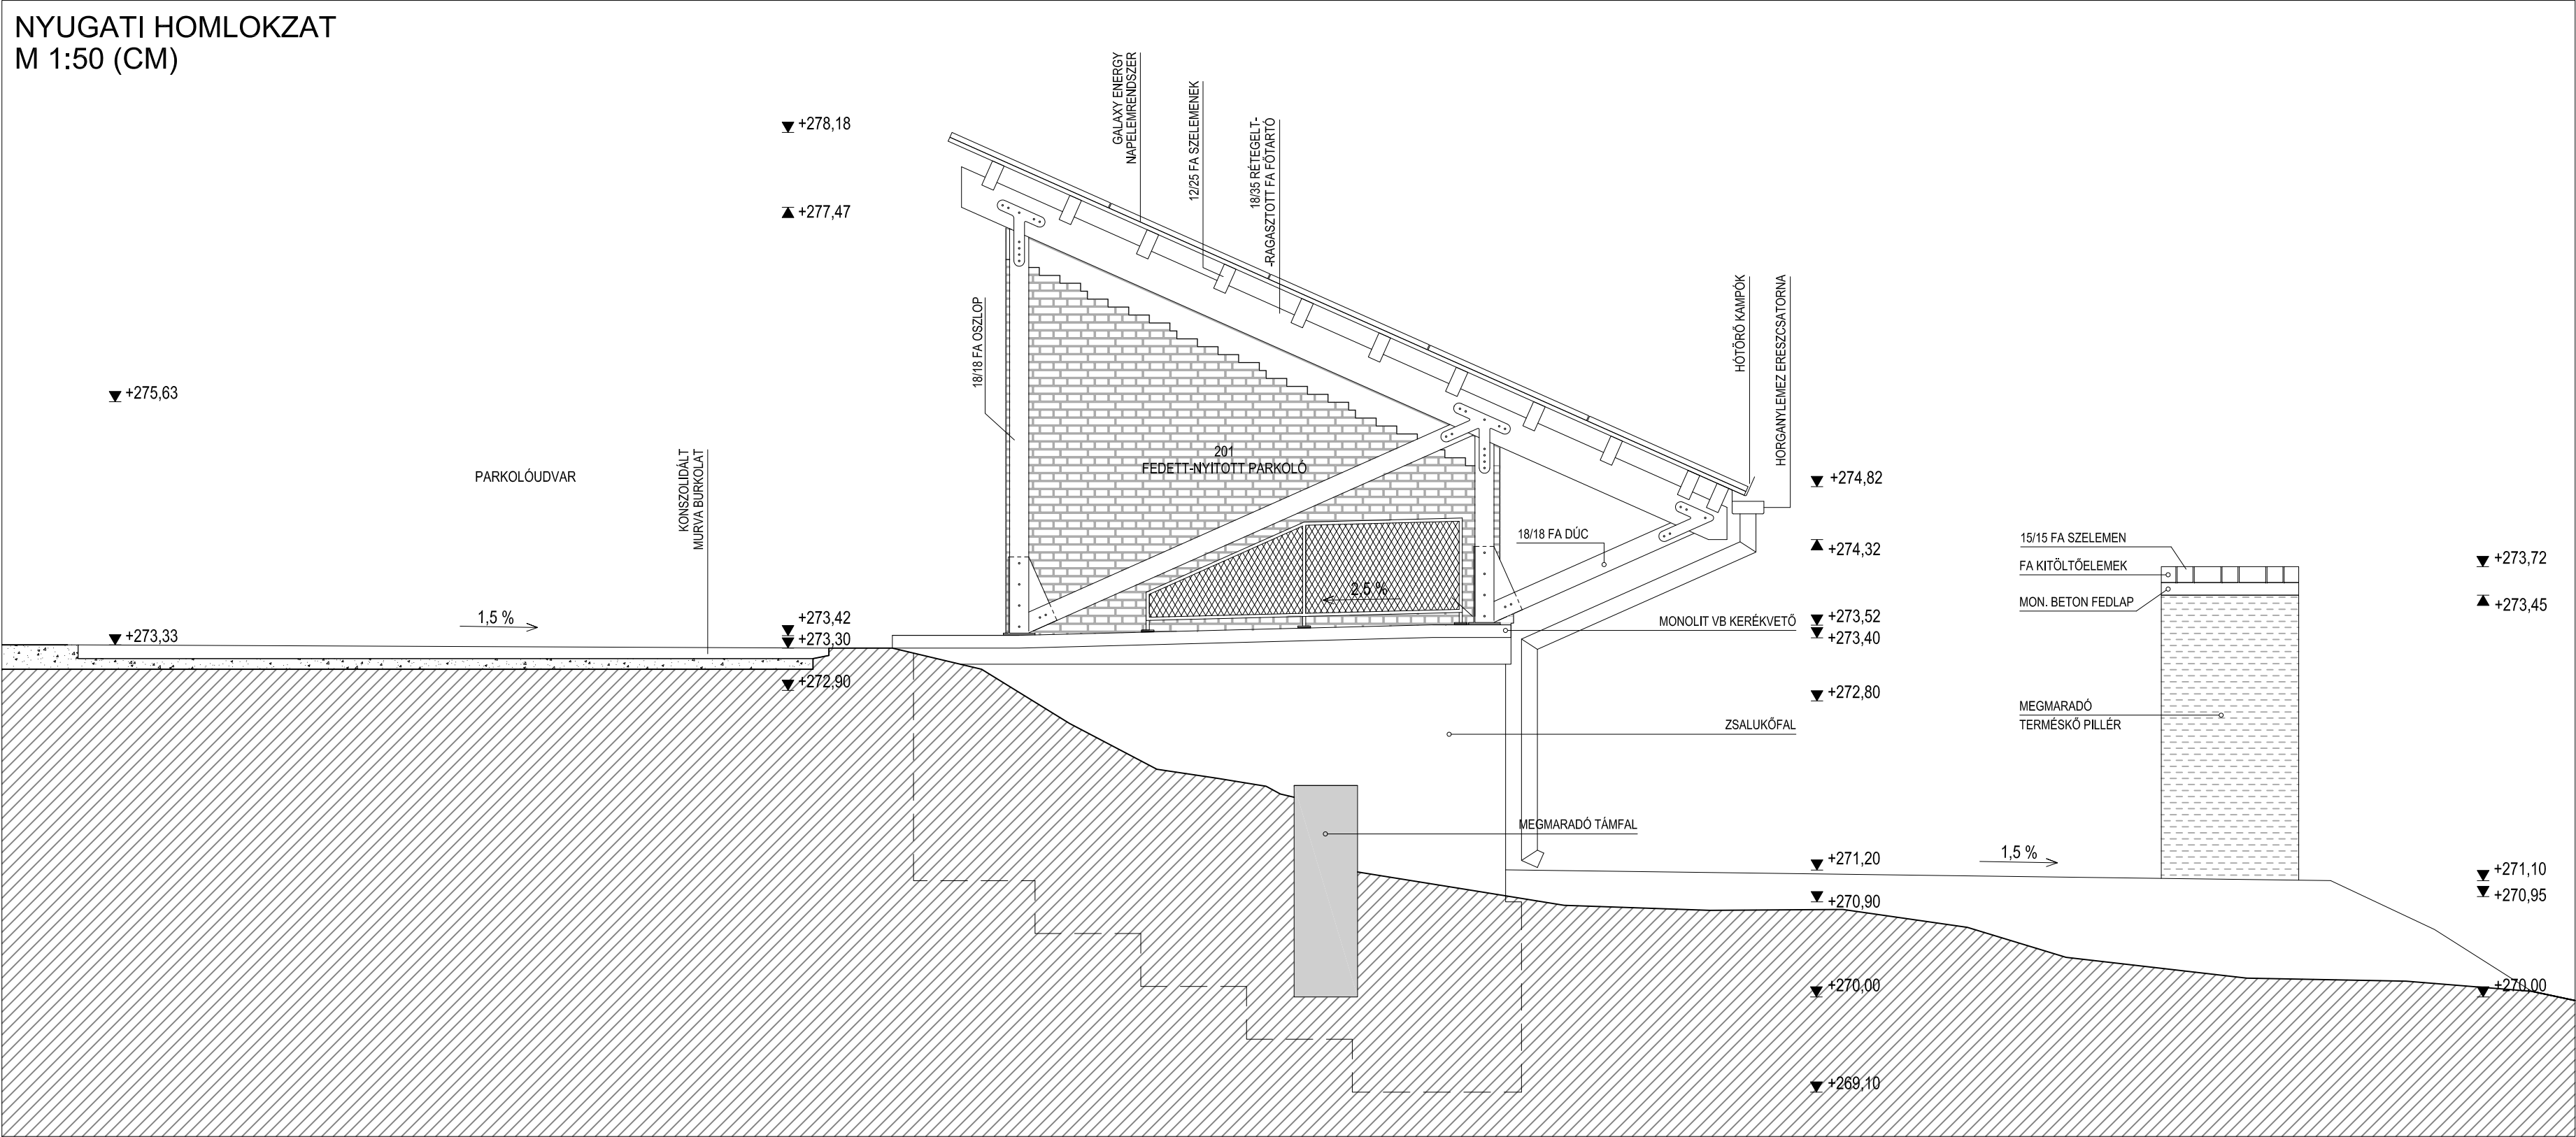 NYUGATI HOMLOKZAT
M 1:50 (CM)
+278,18
+277,47
+275,63
PARKOLÓUDVAR
KONSZOLIDÁLT
MURVA BURKOLAT
1,5 %
+273,33
+273,42
+273,30
+272,90
GALAXY ENERGY
NAPELEMRENDSZER
12/25 FA SZELEMENEK
18/35 RÉTEGELT-
-RAGASZTOTT FA FŐTARTÓ
18/18 FA OSZLOP
201
FEDETT-NYITOTT PARKOLÓ
2,5 %
18/18 FA DÚC
HÓTÖRŐ KAMPÓK
HORGANYLEMEZ ERESZCSATORNA
+274,82
+274,32
MONOLIT VB KERÉKVETŐ
+273,52
+273,40
+272,80
ZSALUKŐFAL
MEGMARADÓ TÁMFAL
+271,20
+270,90
+270,00
+269,10
1,5 %
15/15 FA SZELEMEN
FA KITÖLTŐELEMEK
MON. BETON FEDLAP
MEGMARADÓ
TERMÉSKŐ PILLÉR
+273,72
+273,45
+271,10
+270,95
+270,00